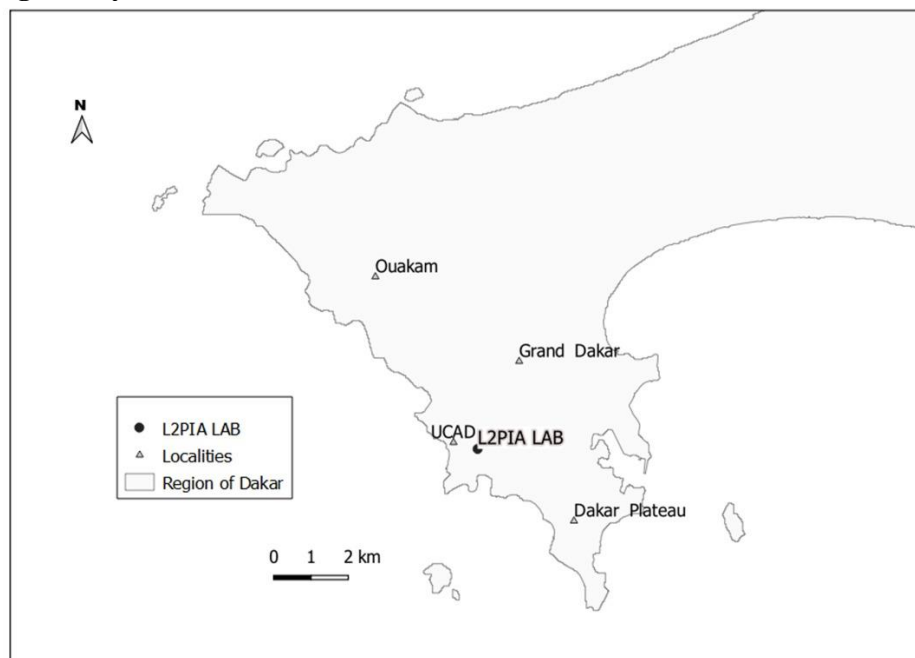 N
Ouakam
Grand Dakar
UCAD
L2PIA LAB
L2PIA LAB
Localities
Region of Dakar
Dakar Plateau
0 1 2 km